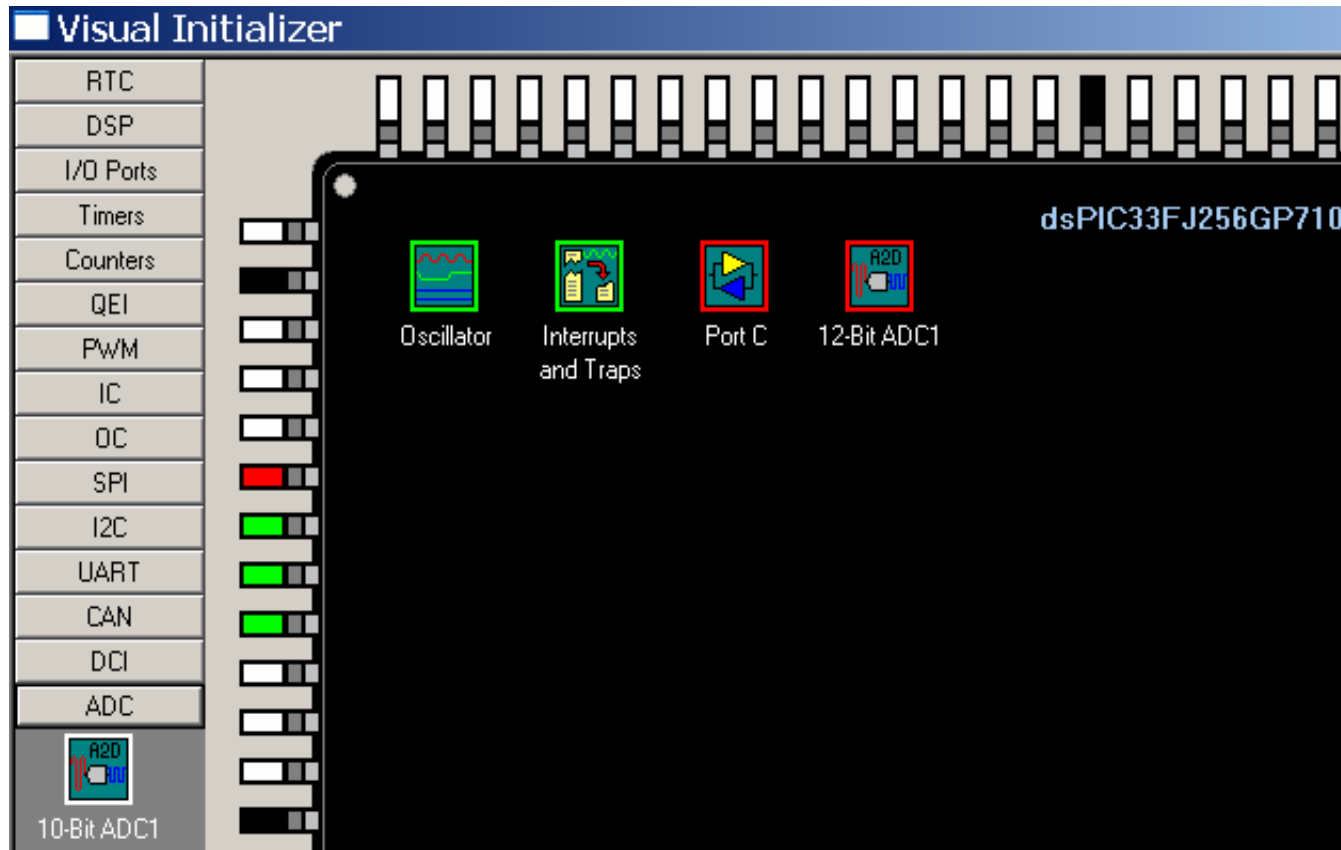 Visual Initializer
RTC
DSP
I/O Ports
Timers
Counters
QEI
PWM
IC
OC
SPI
I2C
UART
CAN
DCI
ADC
A2D
10-Bit ADC1
dsPIC33FJ256GP710
A2D
Oscillator
Interrupts
and Traps
Port C
12-Bit ADC1